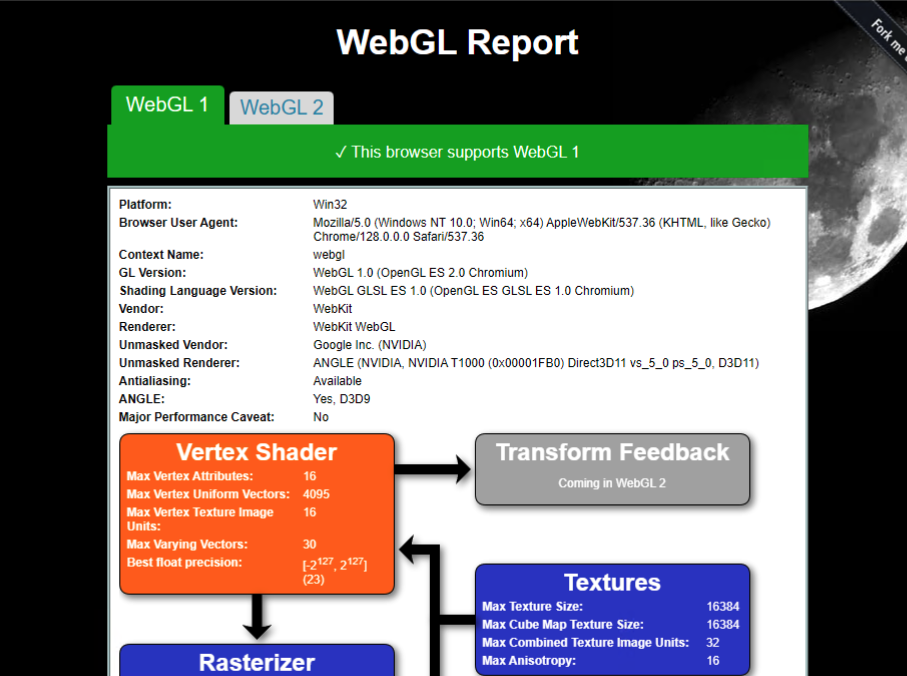 WebGL Report
Fork me
WebGL 1
WebGL 2
✓ This browser supports WebGL 1
Platform: Win32
Browser User Agent: Mozilla/5.0 (Windows NT 10.0; Win64; x64) AppleWebKit/537.36 (KHTML, like Gecko)
Chrome/128.0.0.0 Safari/537.36
Context Name: webgl
GL Version: WebGL 1.0 (OpenGL ES 2.0 Chromium)
Shading Language Version: WebGL GLSL ES 1.0 (OpenGL ES GLSL ES 1.0 Chromium)
Vendor: WebKit
Renderer: WebKit WebGL
Unmasked Vendor: Google Inc. (NVIDIA)
Unmasked Renderer: ANGLE (NVIDIA, NVIDIA T1000 (0x00001FB0) Direct3D11 vs_5_0 ps_5_0, D3D11)
Antialiasing: Available
ANGLE: Yes, D3D9
Major Performance Caveat: No
Vertex Shader
Max Vertex Attributes: 16
Max Vertex Uniform Vectors: 4095
Max Vertex Texture Image 16
Units:
Max Varying Vectors: 30
Best float precision: [-2¹²⁷, 2¹²⁷]
(23)
Transform Feedback
Coming in WebGL 2
Textures
Max Texture Size: 16384
Max Cube Map Texture Size: 16384
Max Combined Texture Image Units: 32
Max Anisotropy: 16
Rasterizer